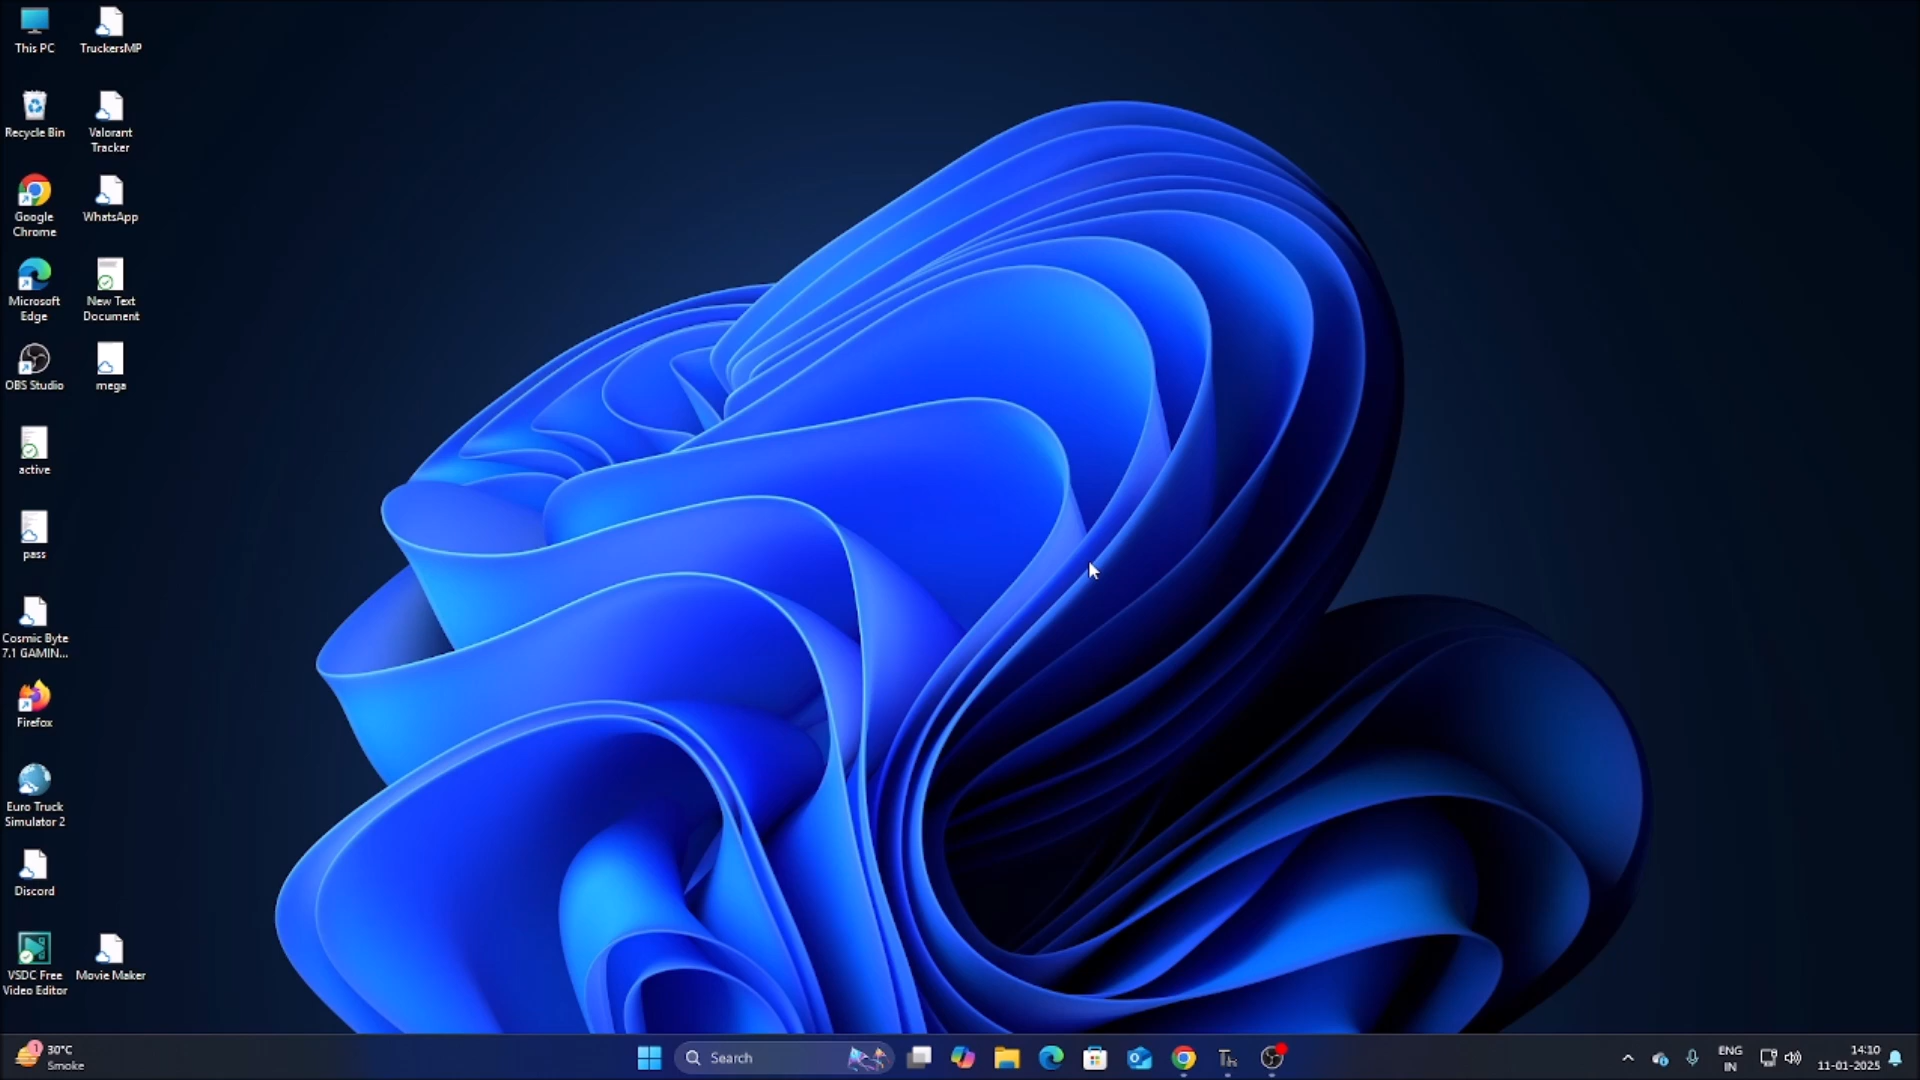 This PC
TruckersMP
Recycle Bin
Valorant
Tracker
Google
Chrome
WhatsApp
Microsoft
Edge
New Text
Document
OBS Studio
mega
active
pass
Cosmic Byte
7.1 GAMIN...
Firefox
Euro Truck
Simulator 2
Discord
VSDC Free
Video Editor
Movie Maker
1
30°C
Smoke
Search
ENG
IN
14:10
11-01-2025